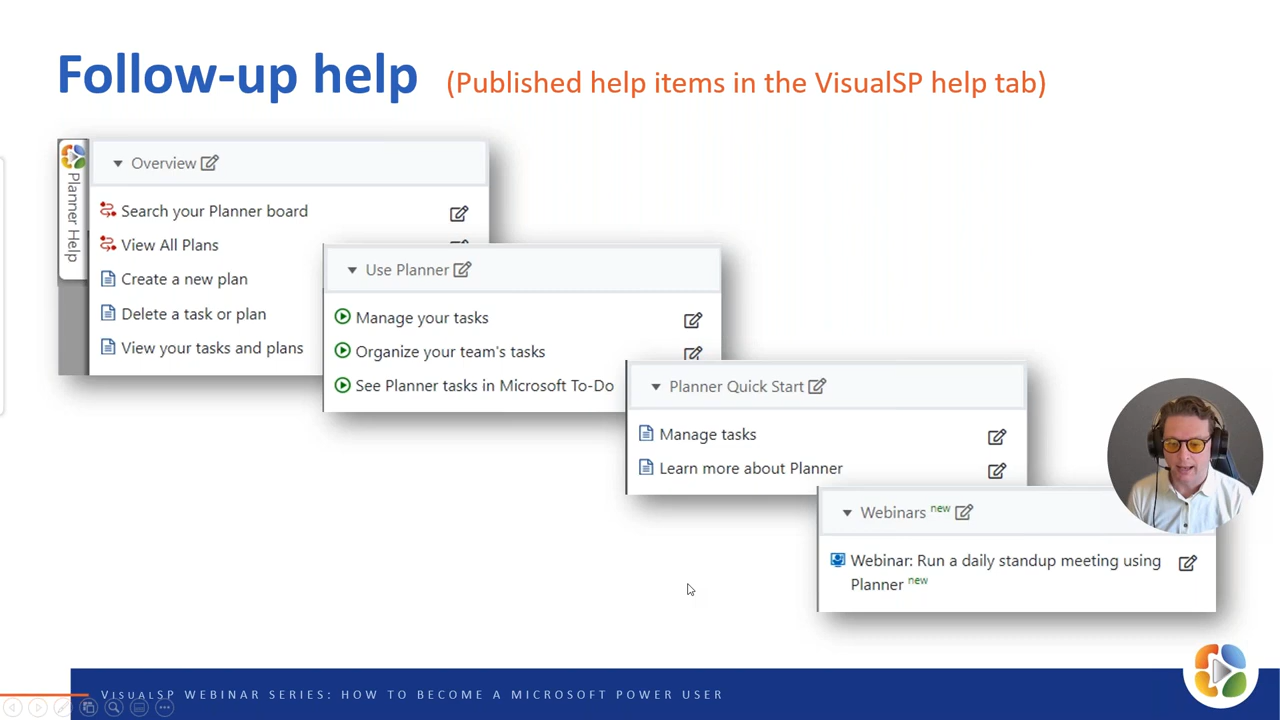 Follow-up help (Published help items in the VisualSP help tab)
Planner Help
Overview
Search your Planner board
View All Plans
Create a new plan
Delete a task or plan
View your tasks and plans
Use Planner
Manage your tasks
Organize your team's tasks
See Planner tasks in Microsoft To-Do
Planner Quick Start
Manage tasks
Learn more about Planner
Webinars new
Webinar: Run a daily standup meeting using
Planner new
VISUALSP WEBINAR SERIES: HOW TO BECOME A MICROSOFT POWER USER